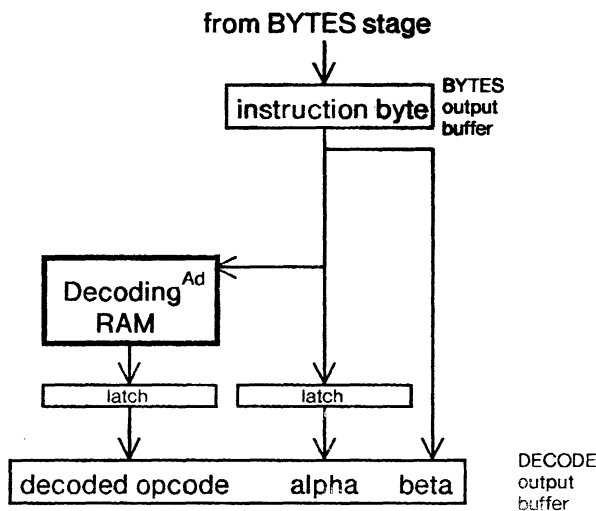 from BYTES stage
instruction byte
BYTES
output
buffer
Ad
Decoding
RAM
latch
latch
decoded opcode
alpha
beta
DECODE
output
buffer